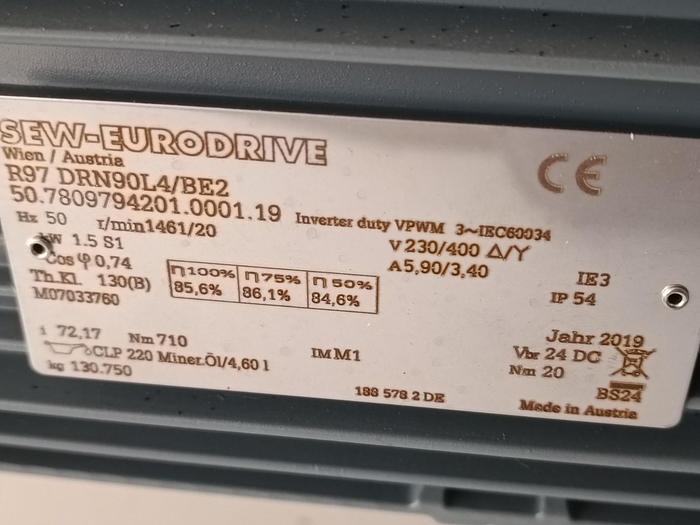 SEW-EURODRIVE
Wien / Austria
R97 DRN90L4/BE2
50.7809794201.0001.19 Inverter duty VPWM 3~IEC60034
Hz 50 r/min 1461/20 V 230/400 Δ/Y
kW 1.5 S1 A 5,90/3,40 IE3
Cos φ 0,74 η100% η75% η50% IP 54
Th.Kl. 130(B) 85,6% 86,1% 84,6%
M07033760
i 72,17 Nm 710 Jahr 2019
CLP 220 Miner.Öl/4,60 l IM M1 Vbr 24 DC
kg 130.750 Nm 20
188 578 2 DE BS24
Made in Austria
CE